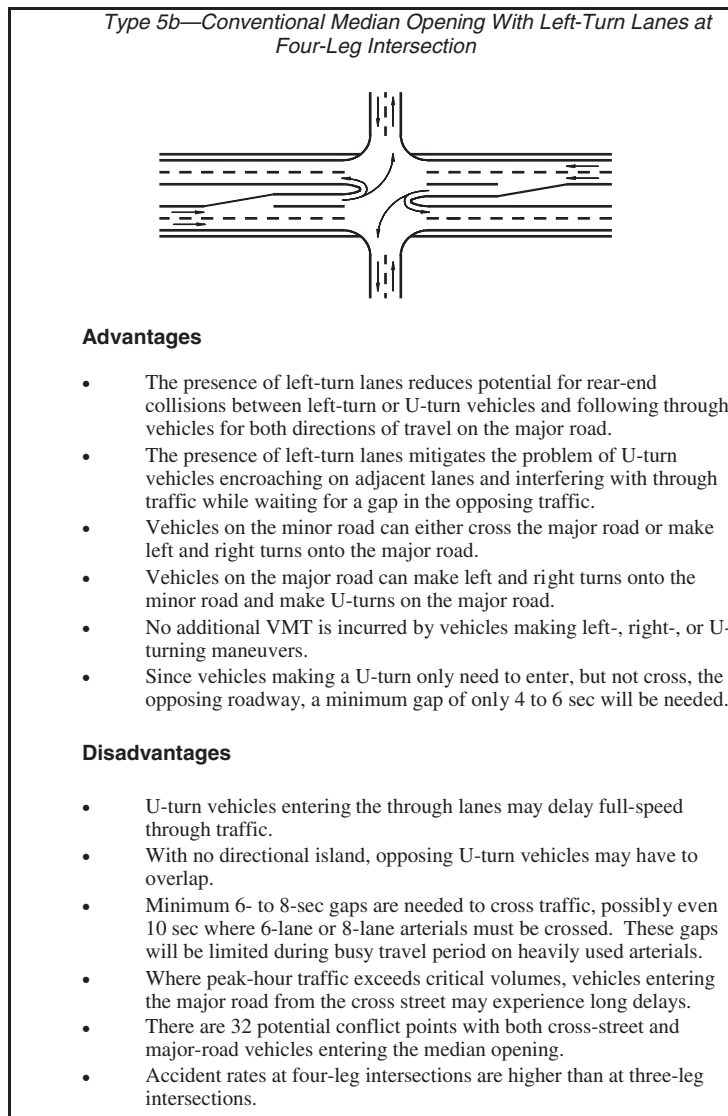 Type 5b—Conventional Median Opening With Left-Turn Lanes at
Four-Leg Intersection
Advantages
• The presence of left-turn lanes reduces potential for rear-end
collisions between left-turn or U-turn vehicles and following through
vehicles for both directions of travel on the major road.
• The presence of left-turn lanes mitigates the problem of U-turn
vehicles encroaching on adjacent lanes and interfering with through
traffic while waiting for a gap in the opposing traffic.
• Vehicles on the minor road can either cross the major road or make
left and right turns onto the major road.
• Vehicles on the major road can make left and right turns onto the
minor road and make U-turns on the major road.
• No additional VMT is incurred by vehicles making left-, right-, or U-
turning maneuvers.
• Since vehicles making a U-turn only need to enter, but not cross, the
opposing roadway, a minimum gap of only 4 to 6 sec will be needed.
Disadvantages
• U-turn vehicles entering the through lanes may delay full-speed
through traffic.
• With no directional island, opposing U-turn vehicles may have to
overlap.
• Minimum 6- to 8-sec gaps are needed to cross traffic, possibly even
10 sec where 6-lane or 8-lane arterials must be crossed.  These gaps
will be limited during busy travel period on heavily used arterials.
• Where peak-hour traffic exceeds critical volumes, vehicles entering
the major road from the cross street may experience long delays.
• There are 32 potential conflict points with both cross-street and
major-road vehicles entering the median opening.
• Accident rates at four-leg intersections are higher than at three-leg
intersections.